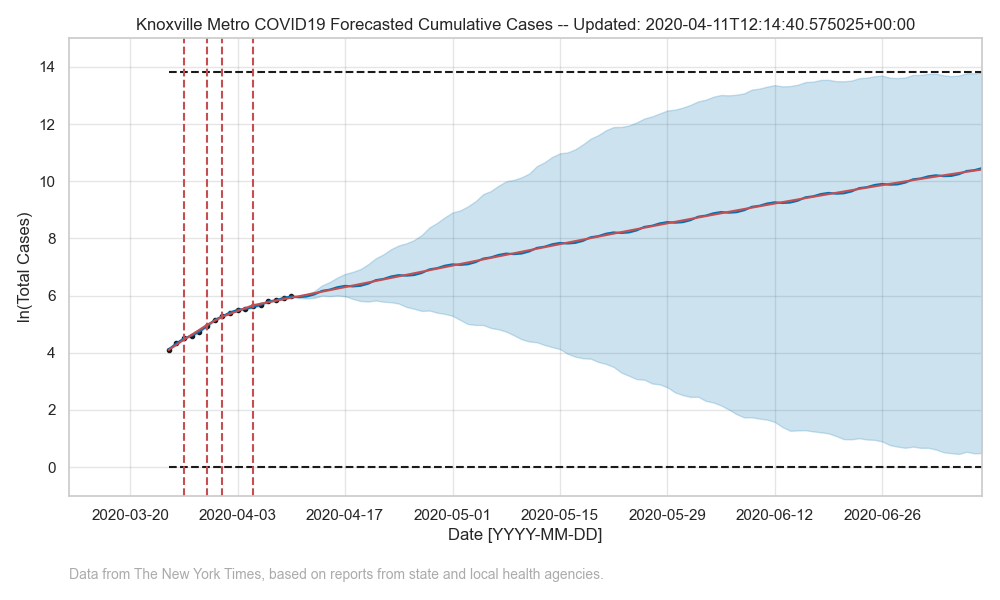 Knoxville Metro COVID19 Forecasted Cumulative Cases -- Updated: 2020-04-11T12:14:40.575025+00:00
ln(Total Cases)
14
12
10
8
6
4
2
0
2020-03-20 2020-04-03 2020-04-17 2020-05-01 2020-05-15 2020-05-29 2020-06-12 2020-06-26
Date [YYYY-MM-DD]
Data from The New York Times, based on reports from state and local health agencies.